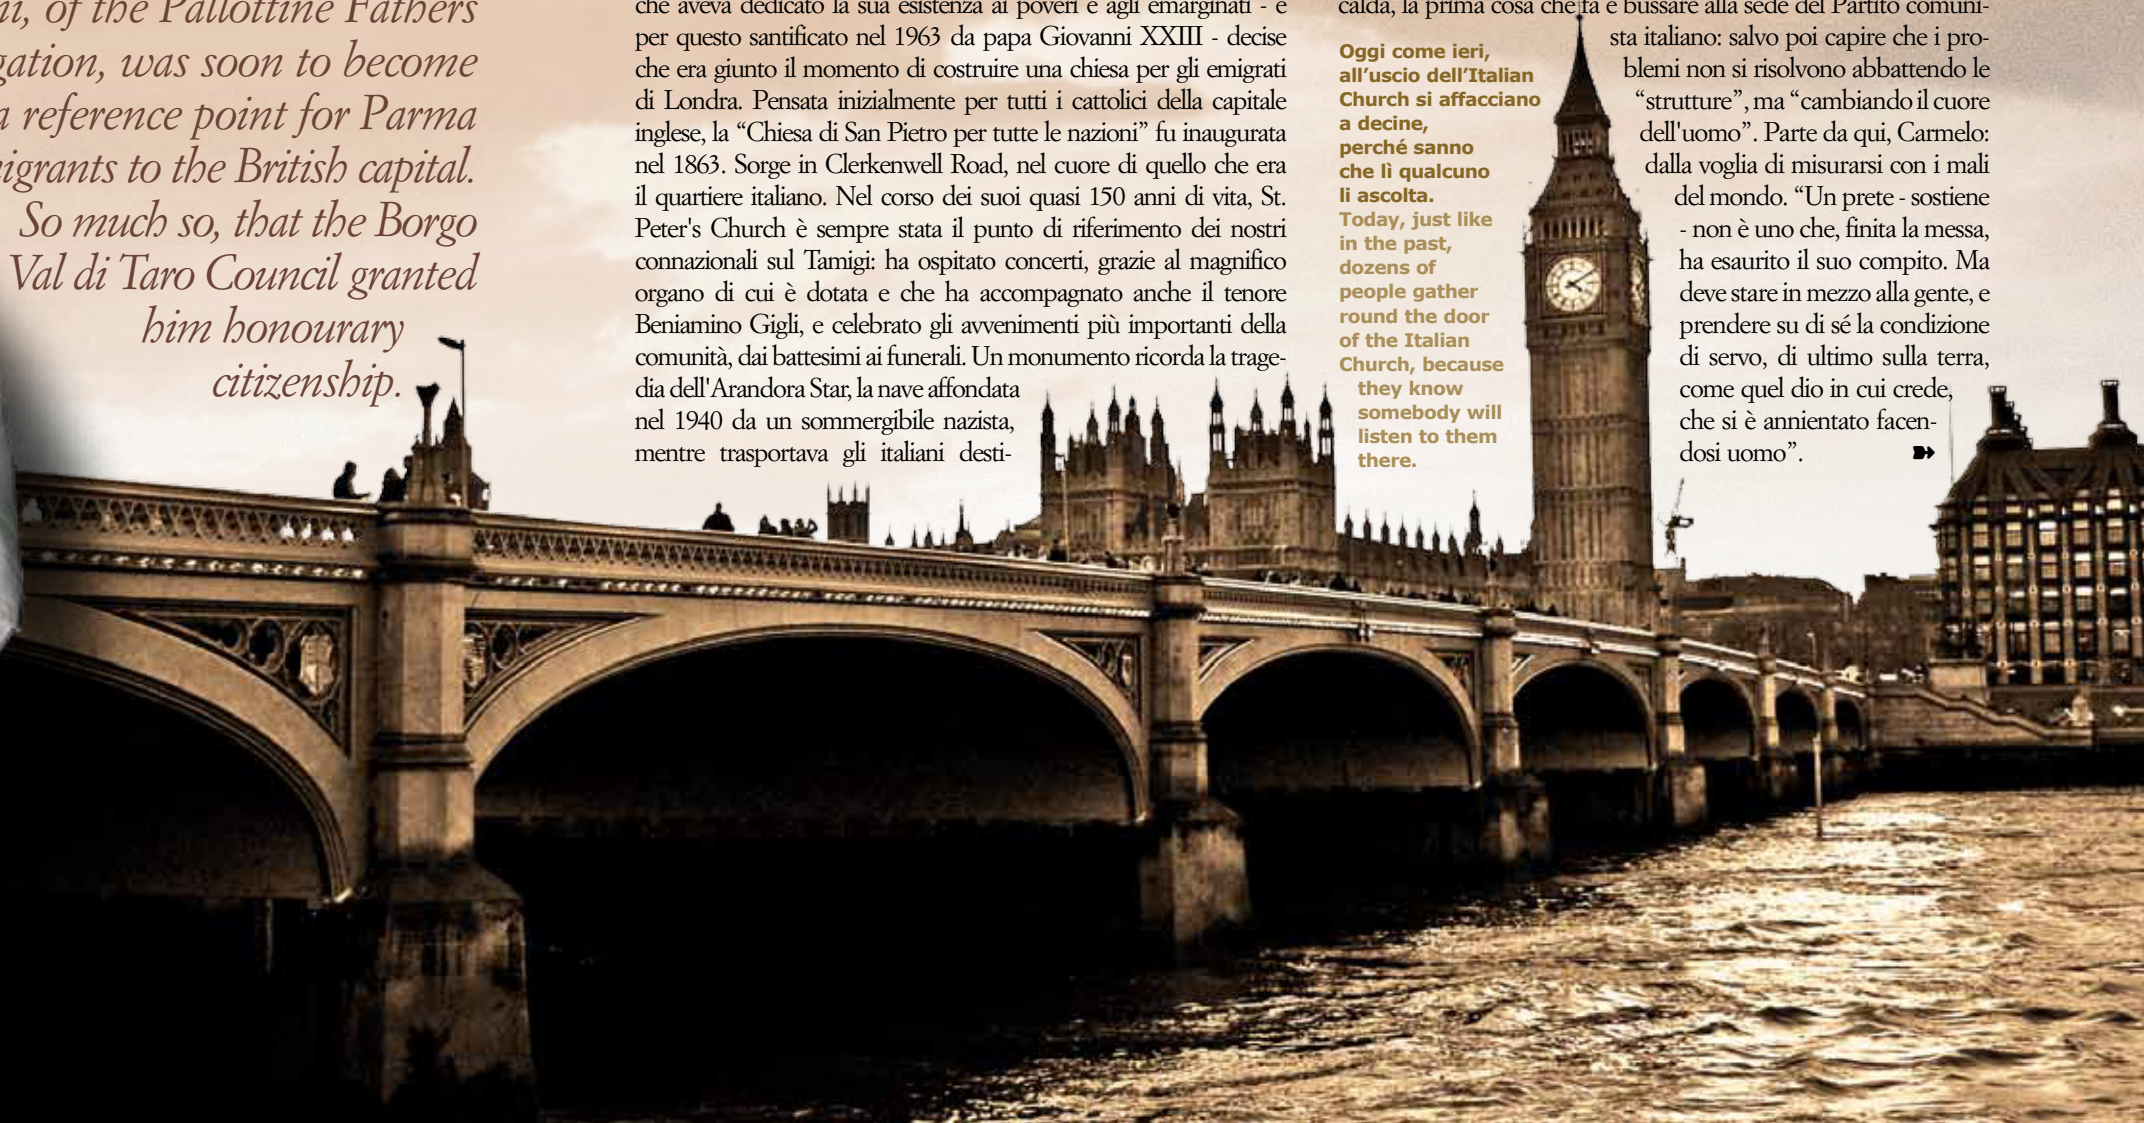 ni, of the Pallottine Fathers
gation, was soon to become
a reference point for Parma
igrants to the British capital.
So much so, that the Borgo
Val di Taro Council granted
him honourary
citizenship.
che aveva dedicato la sua esistenza ai poveri e agli emarginati - e
per questo santificato nel 1963 da papa Giovanni XXIII - decise
che era giunto il momento di costruire una chiesa per gli emigrati
di Londra. Pensata inizialmente per tutti i cattolici della capitale
inglese, la “Chiesa di San Pietro per tutte le nazioni” fu inaugurata
nel 1863. Sorge in Clerkenwell Road, nel cuore di quello che era
il quartiere italiano. Nel corso dei suoi quasi 150 anni di vita, St.
Peter's Church è sempre stata il punto di riferimento dei nostri
connazionali sul Tamigi: ha ospitato concerti, grazie al magnifico
organo di cui è dotata e che ha accompagnato anche il tenore
Beniamino Gigli, e celebrato gli avvenimenti più importanti della
comunità, dai battesimi ai funerali. Un monumento ricorda la trage-
dia dell'Arandora Star, la nave affondata
nel 1940 da un sommergibile nazista,
mentre trasportava gli italiani desti-
Oggi come ieri,
all’uscio dell’Italian
Church si affacciano
a decine,
perché sanno
che lì qualcuno
li ascolta.
Today, just like
in the past,
dozens of
people gather
round the door
of the Italian
Church, because
they know
somebody will
listen to them
there.
calda, la prima cosa che fa è bussare alla sede del Partito comuni-
sta italiano: salvo poi capire che i pro-
blemi non si risolvono abbattendo le
“strutture”, ma “cambiando il cuore
dell'uomo”. Parte da qui, Carmelo:
dalla voglia di misurarsi con i mali
del mondo. “Un prete - sostiene
- non è uno che, finita la messa,
ha esaurito il suo compito. Ma
deve stare in mezzo alla gente, e
prendere su di sé la condizione
di servo, di ultimo sulla terra,
come quel dio in cui crede,
che si è annientato facen-
dosi uomo”.